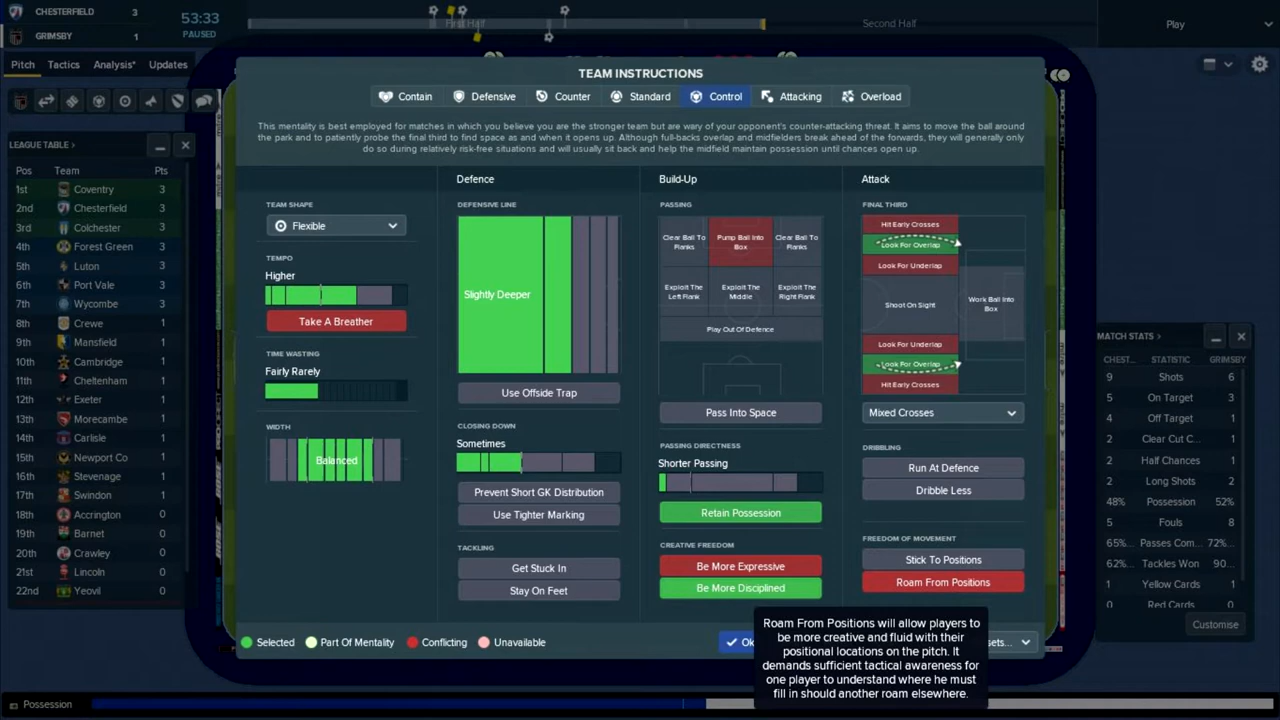 CHESTERFIELD 3
GRIMSBY 1
53:33
PAUSED
First Half
Second Half
Play
Pitch Tactics Analysis* Updates
LEAGUE TABLE >
Pos Team Pts
1st Coventry 3
2nd Chesterfield 3
3rd Colchester 3
4th Forest Green 3
5th Luton 3
6th Port Vale 3
7th Wycombe 3
8th Crewe 1
9th Mansfield 1
10th Cambridge 1
11th Cheltenham 1
12th Exeter 1
13th Morecambe 1
14th Carlisle 1
15th Newport Co 1
16th Stevenage 1
17th Swindon 1
18th Accrington 0
19th Barnet 0
20th Crawley 0
21st Lincoln 0
22nd Yeovil 0
TEAM INSTRUCTIONS
Contain Defensive Counter Standard Control Attacking Overload
This mentality is best employed for matches in which you believe you are the stronger team but are wary of your opponent's counter-attacking threat. It aims to move the ball around
the park and to patiently probe the final third to find space as and when it opens up. Although full-backs overlap and midfielders break ahead of the forwards, they will generally only
do so during relatively risk-free situations and will usually sit back and help the midfield maintain possession until chances open up.
TEAM SHAPE
Flexible
TEMPO
Higher
Take A Breather
TIME WASTING
Fairly Rarely
WIDTH
Balanced
Defence
DEFENSIVE LINE
Slightly Deeper
Use Offside Trap
CLOSING DOWN
Sometimes
Prevent Short GK Distribution
Use Tighter Marking
TACKLING
Get Stuck In
Stay On Feet
Build-Up
PASSING
Clear Ball To
Flanks
Pump Ball Into
Box
Clear Ball To
Flanks
Exploit The
Left Flank
Exploit The
Middle
Exploit The
Right Flank
Play Out Of Defence
Pass Into Space
PASSING DIRECTNESS
Shorter Passing
Retain Possession
CREATIVE FREEDOM
Be More Expressive
Be More Disciplined
Attack
FINAL THIRD
Hit Early Crosses
Look For Overlap
Look For Underlap
Shoot On Sight
Work Ball Into
Box
Look For Underlap
Look For Overlap
Hit Early Crosses
Mixed Crosses
DRIBBLING
Run At Defence
Dribble Less
FREEDOM OF MOVEMENT
Stick To Positions
Roam From Positions
Selected Part Of Mentality Conflicting Unavailable
Ok
sets...
Roam From Positions will allow players to
be more creative and fluid with their
positional locations on the pitch. It
demands sufficient tactical awareness for
one player to understand where he must
fill in should another roam elsewhere.
MATCH STATS >
CHEST... STATISTIC GRIMSBY
9 Shots 6
5 On Target 3
4 Off Target 1
2 Clear Cut C... 1
2 Half Chances 1
2 Long Shots 2
48% Possession 52%
5 Fouls 8
65%... Passes Com... 72%...
62%... Tackles Won 90...
1 Yellow Cards 1
0 Red Cards 0
Customise
Possession